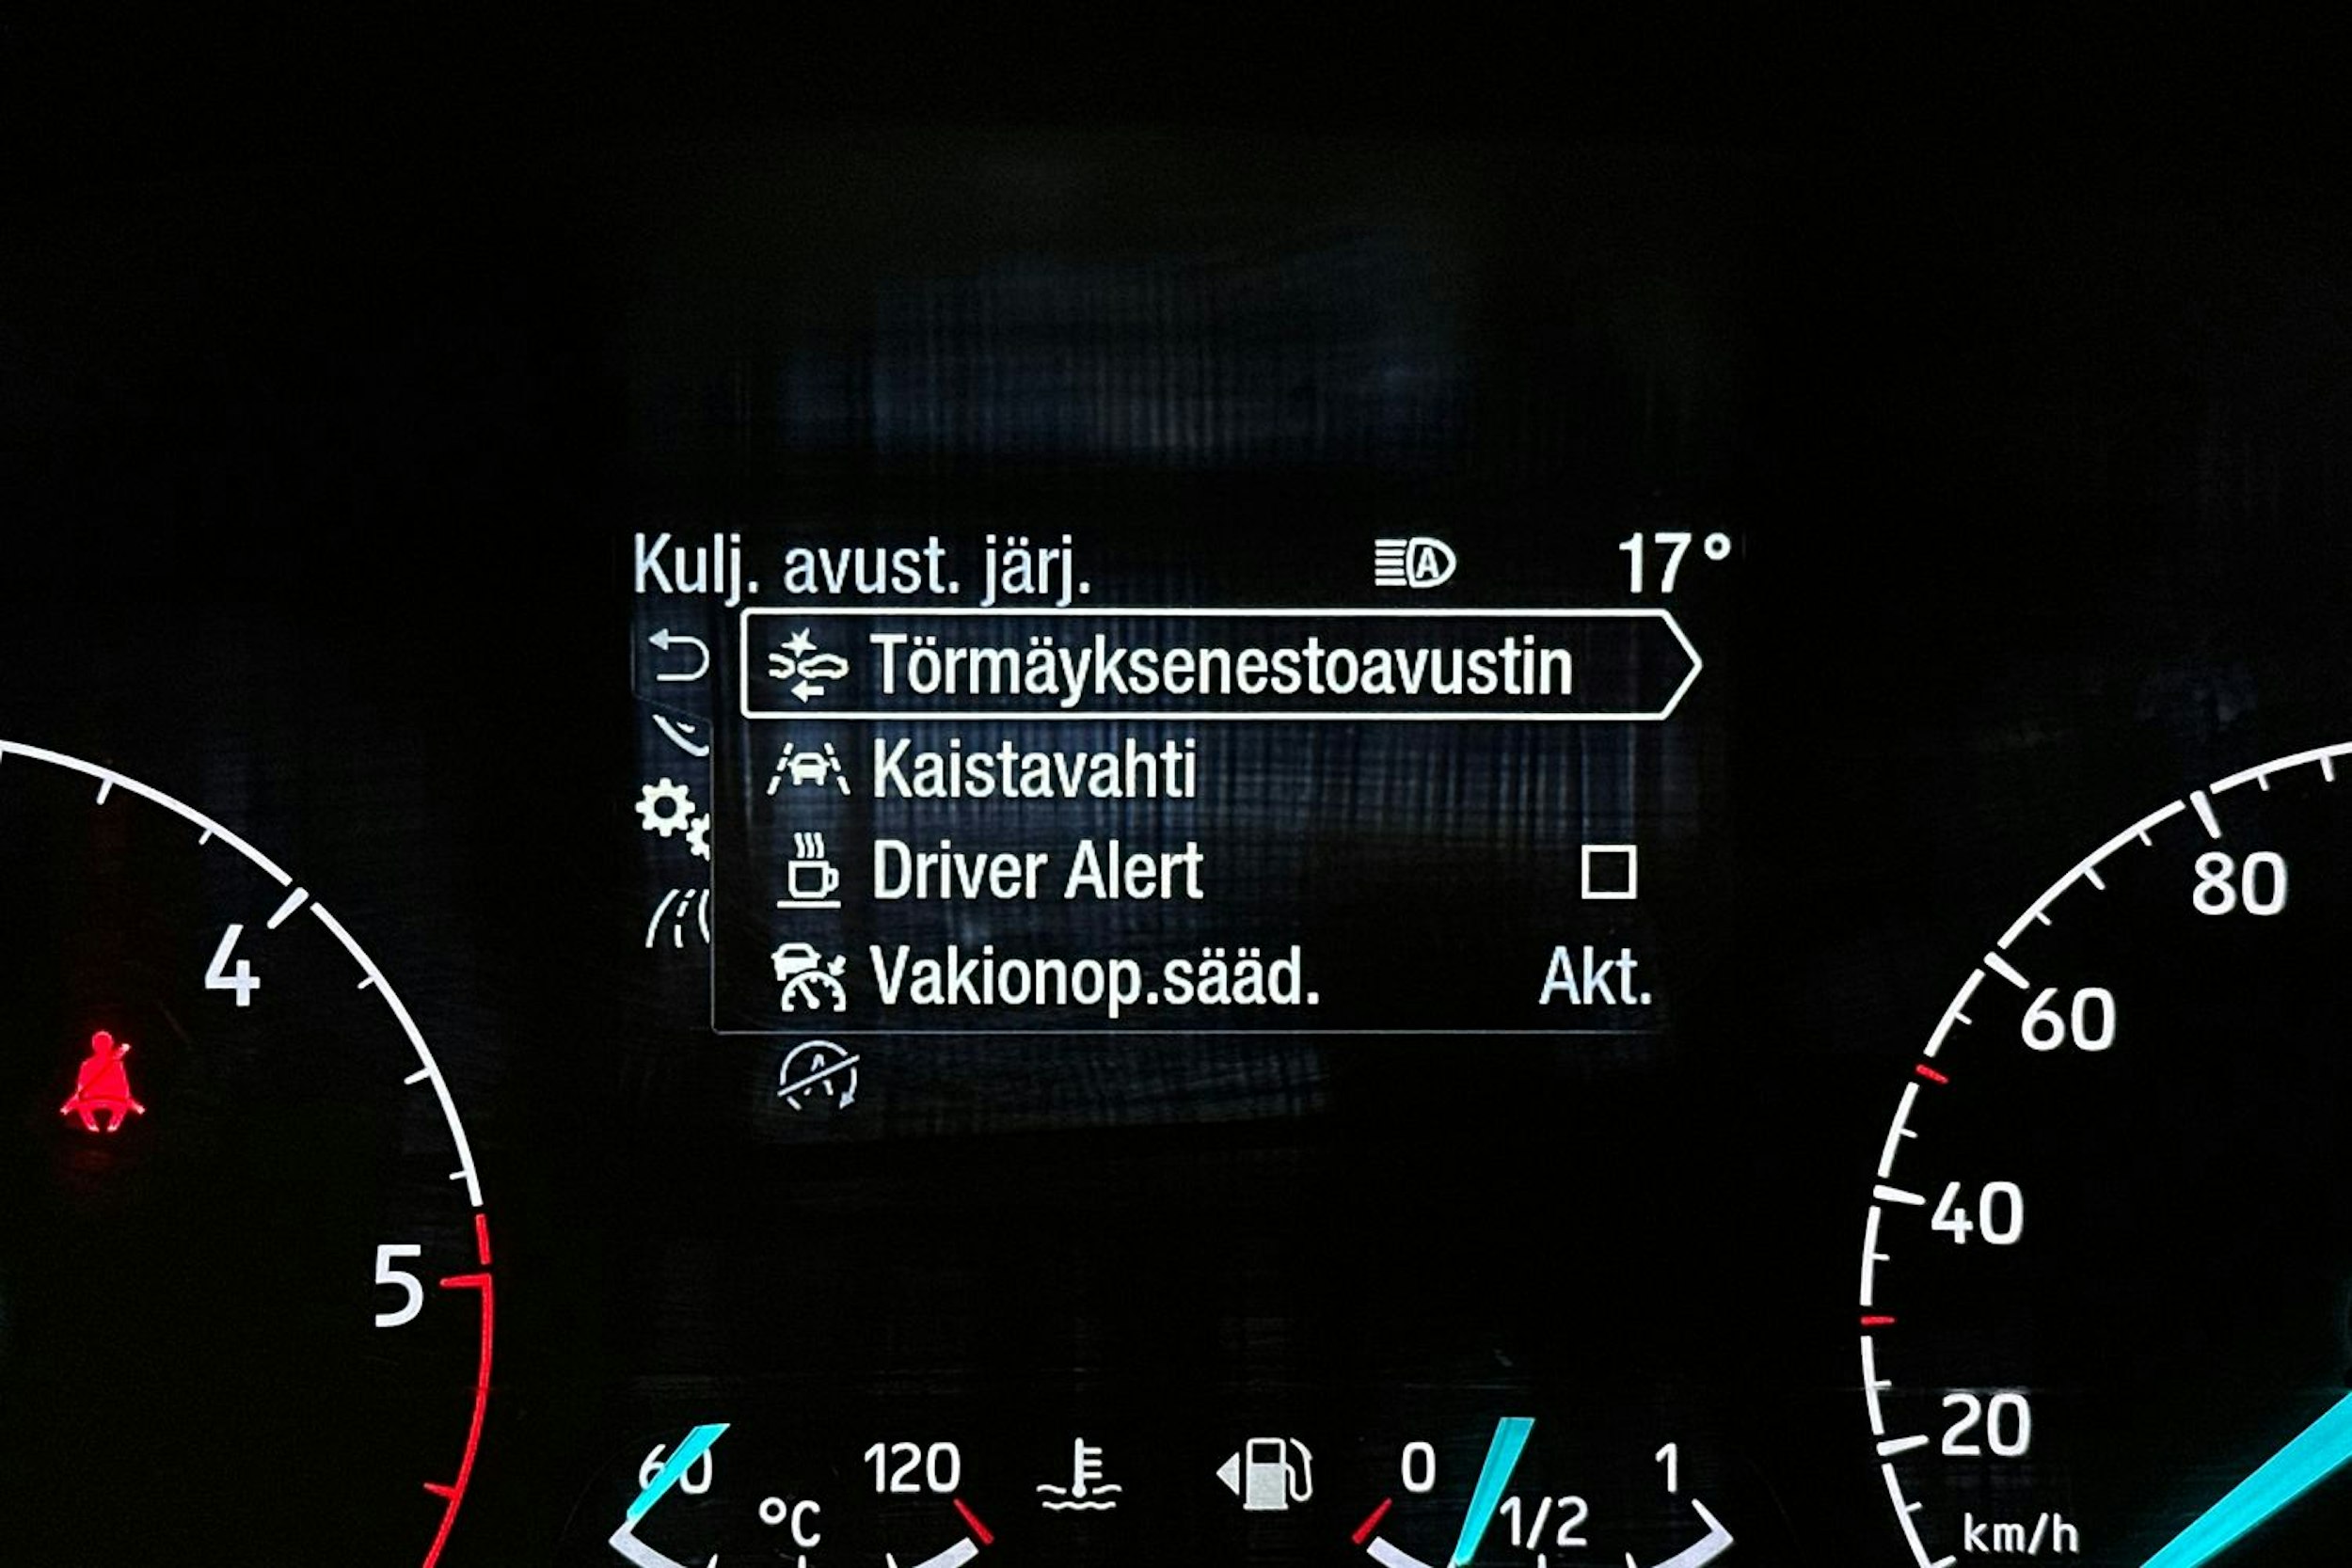 Kulj. avust. järj. A 17°
Törmäyksenestoavustin
Kaistavahti
Driver Alert
Vakionop.sääd. Akt.
A
4
5
80
60
40
20
km/h
60 120
°C
0 1
1/2